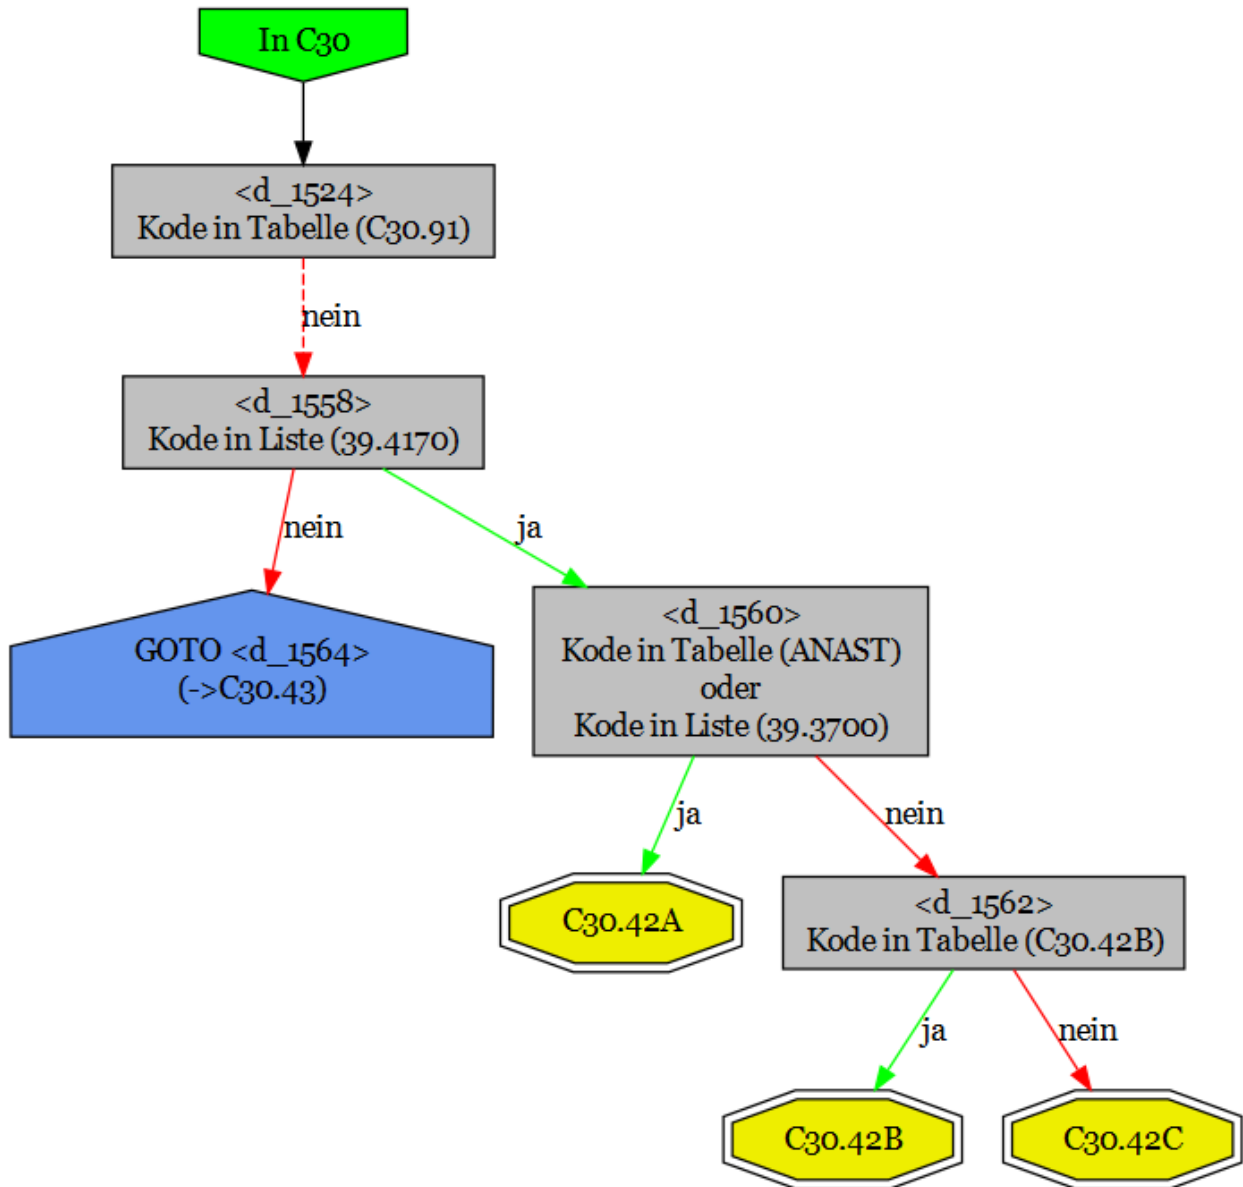 In C30
<d_1524>
Kode in Tabelle (C30.91)
nein
<d_1558>
Kode in Liste (39.4170)
nein
ja
GOTO <d_1564>
(->C30.43)
<d_1560>
Kode in Tabelle (ANAST)
oder
Kode in Liste (39.3700)
ja
nein
C30.42A
<d_1562>
Kode in Tabelle (C30.42B)
ja
nein
C30.42B
C30.42C